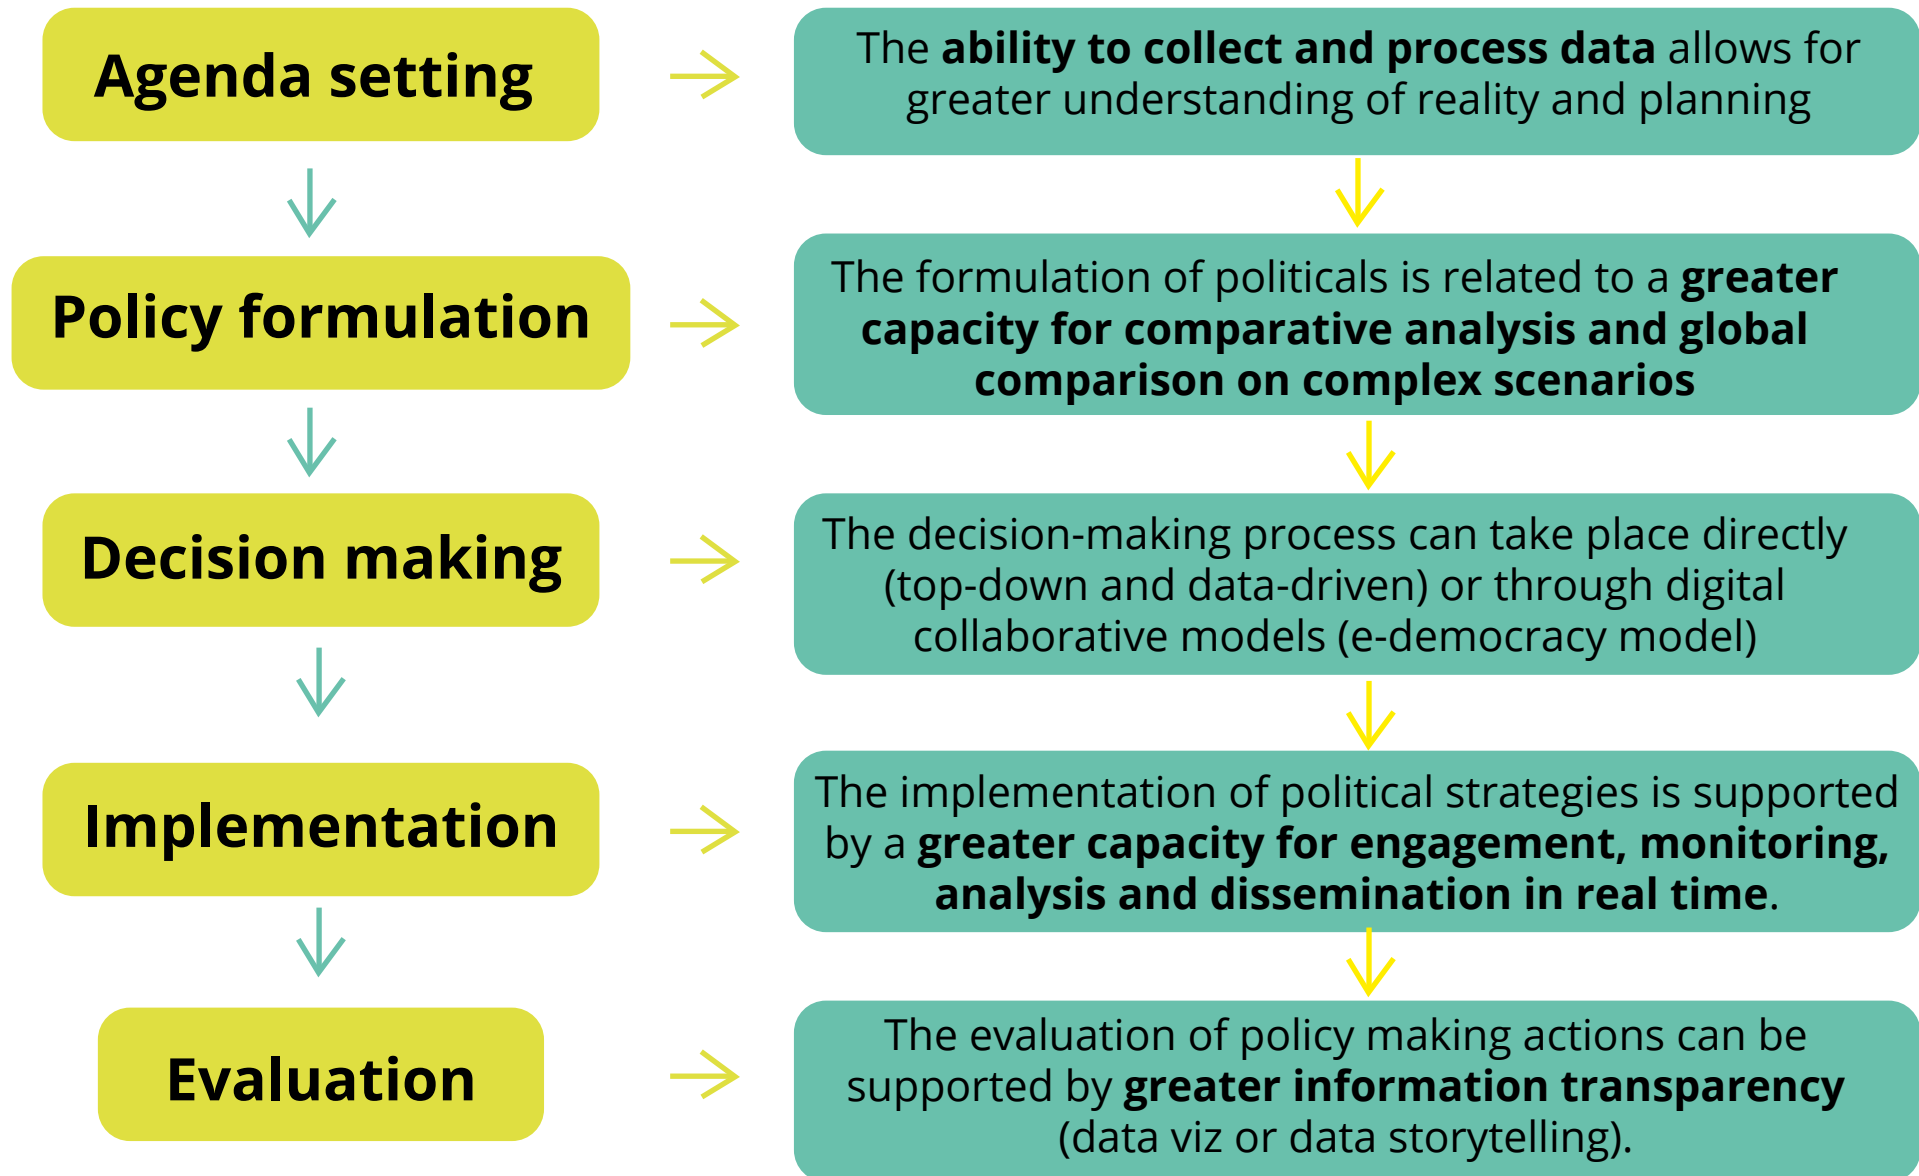 Agenda setting
The ability to collect and process data allows for
greater understanding of reality and planning
Policy formulation
The formulation of politicals is related to a greater
capacity for comparative analysis and global
comparison on complex scenarios
Decision making
The decision-making process can take place directly
(top-down and data-driven) or through digital
collaborative models (e-democracy model)
Implementation
The implementation of political strategies is supported
by a greater capacity for engagement, monitoring,
analysis and dissemination in real time.
Evaluation
The evaluation of policy making actions can be
supported by greater information transparency
(data viz or data storytelling).